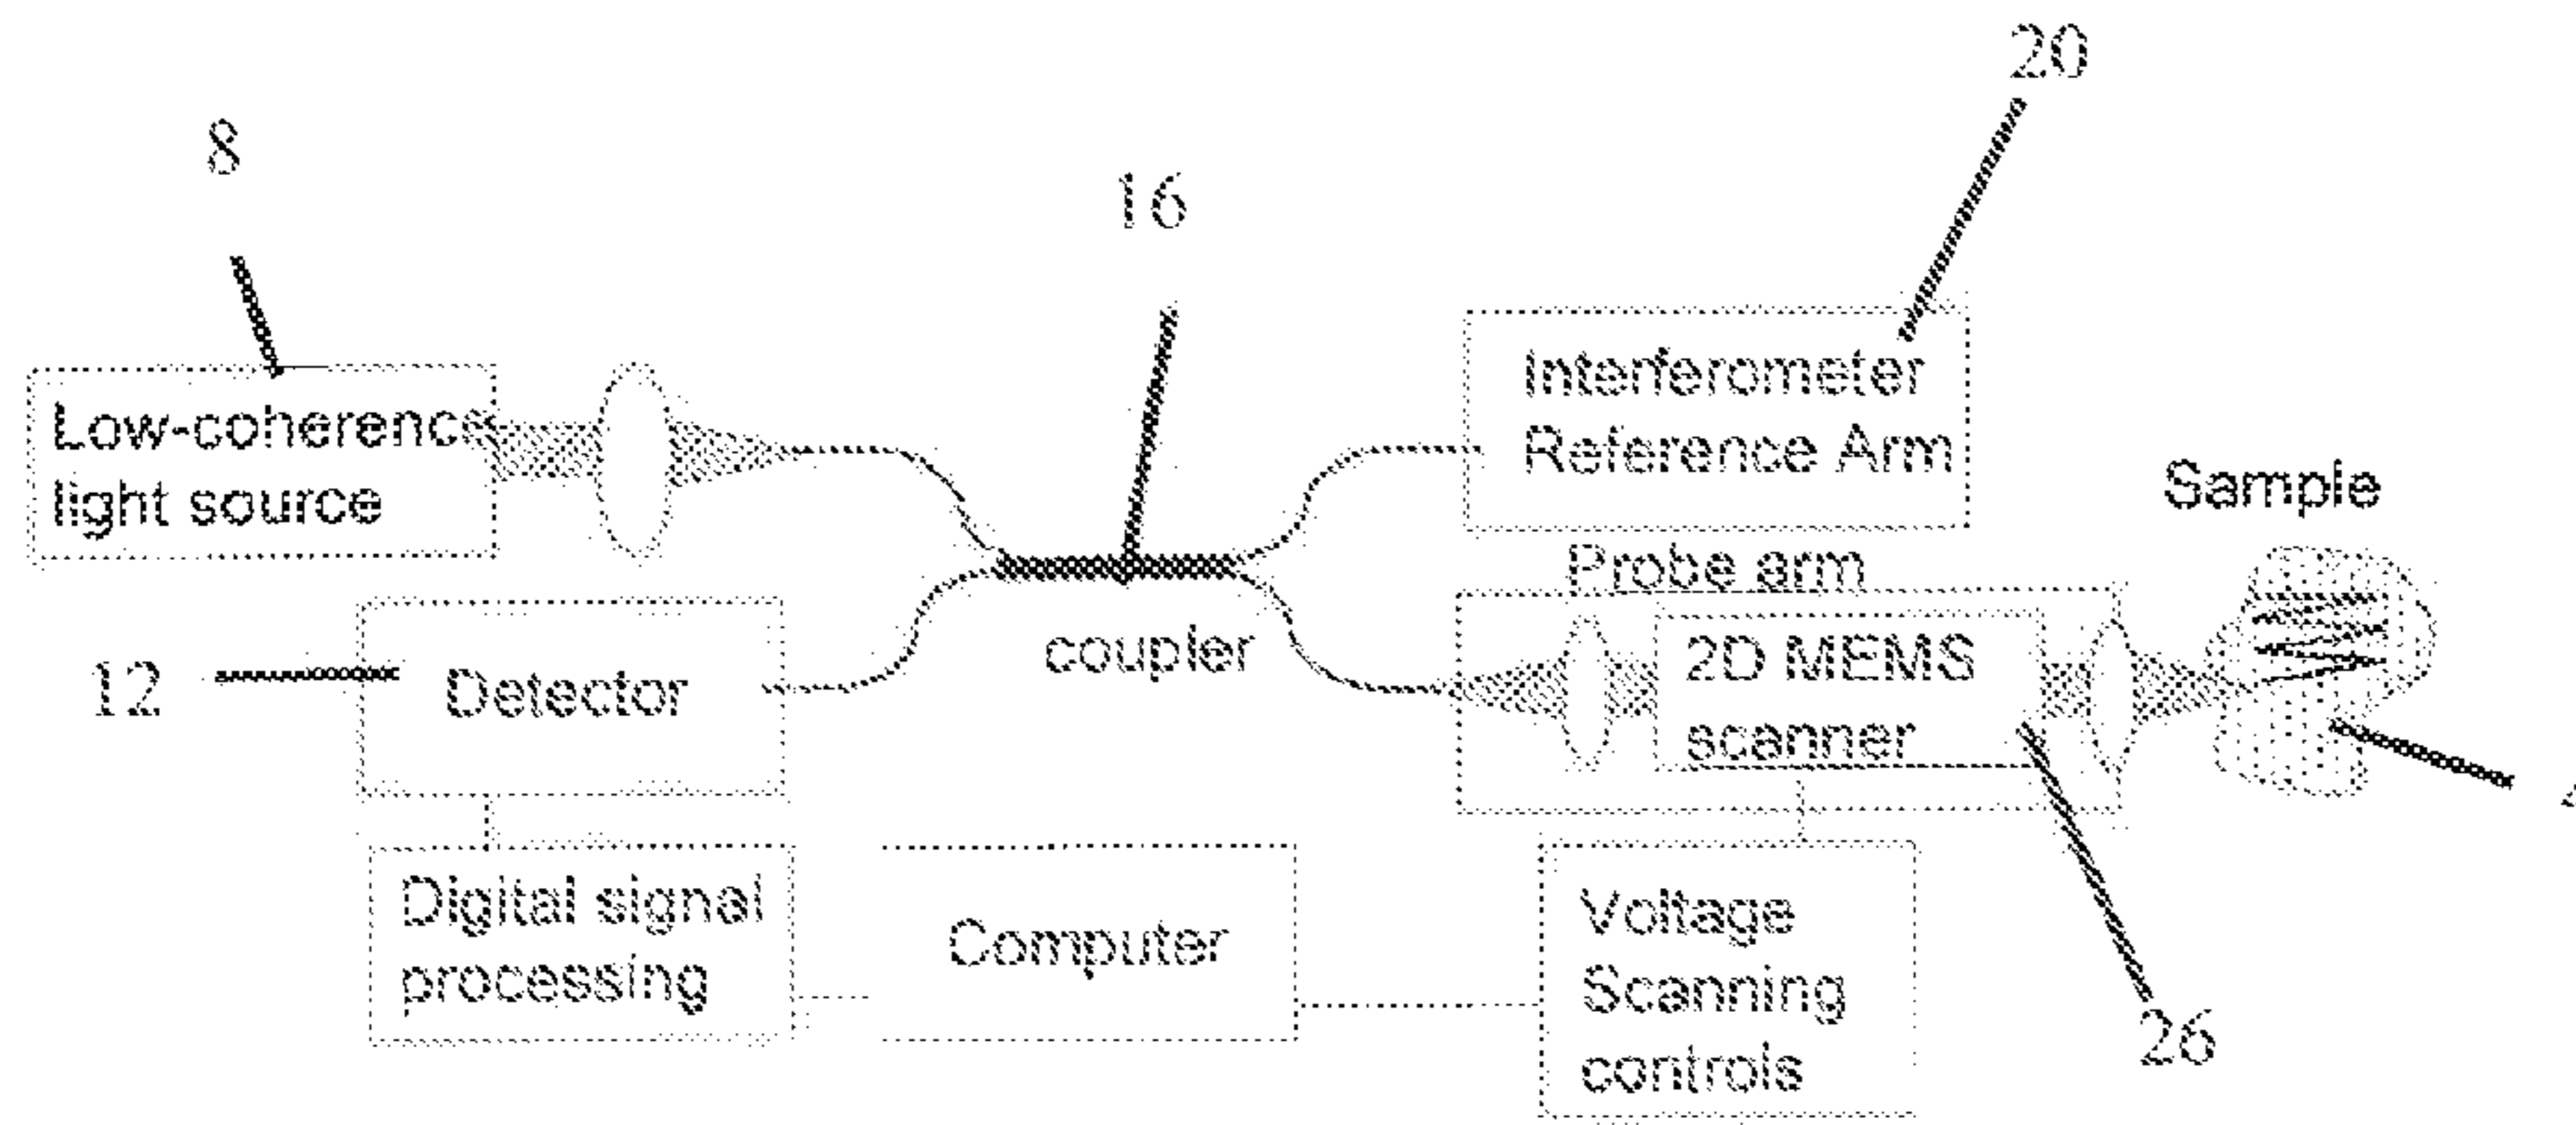 20
8
16
Interferometer
Reference Arm
Low-coherence
light source
Sample
Probe arm
coupler
2D MEMS
scanner
12
Detector
Digital signal
processing
Computer
Voltage
Scanning
controls
26